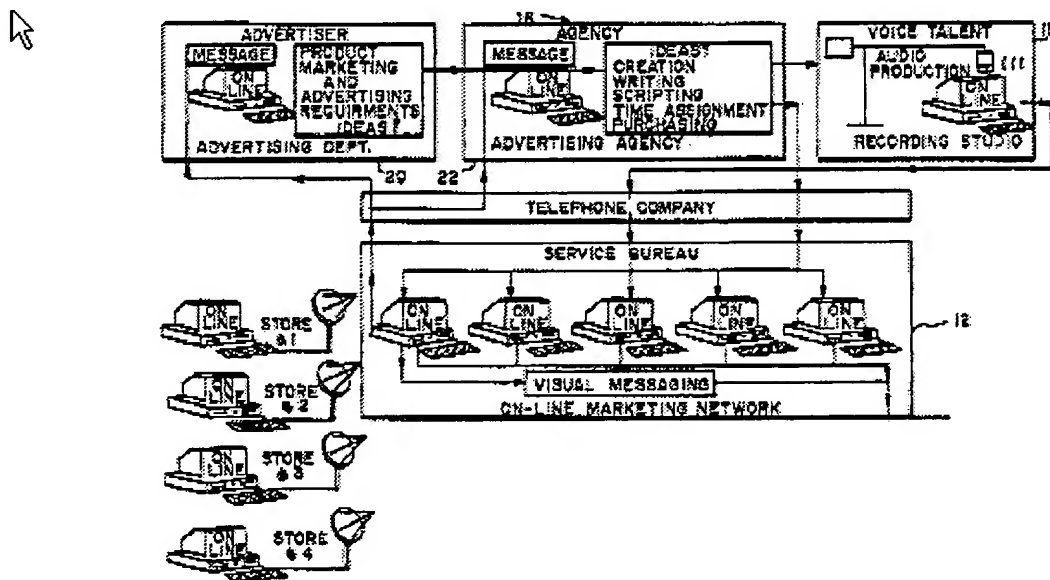 ADVERTISER
MESSAGE
ON
LINE
PRODUCT
MARKETING
AND
ADVERTISING
REQUIRMENTS
IDEAS?
ADVERTISING DEPT.
20
18
AGENCY
MESSAGE
ON
LINE
IDEAS?
CREATION
WRITING
SCRIPTING
TIME ASSIGNMENT
PURCHASING
ADVERTISING AGENCY
22
VOICE TALENT
AUDIO
PRODUCTION
ON
LINE
RECORDING STUDIO
TELEPHONE COMPANY
SERVICE BUREAU
ON
LINE
ON
LINE
ON
LINE
ON
LINE
ON
LINE
12
VISUAL MESSAGING
ON-LINE MARKETING NETWORK
ON
LINE
STORE
#1
ON
LINE
STORE
#2
ON
LINE
STORE
#3
ON
LINE
STORE
#4